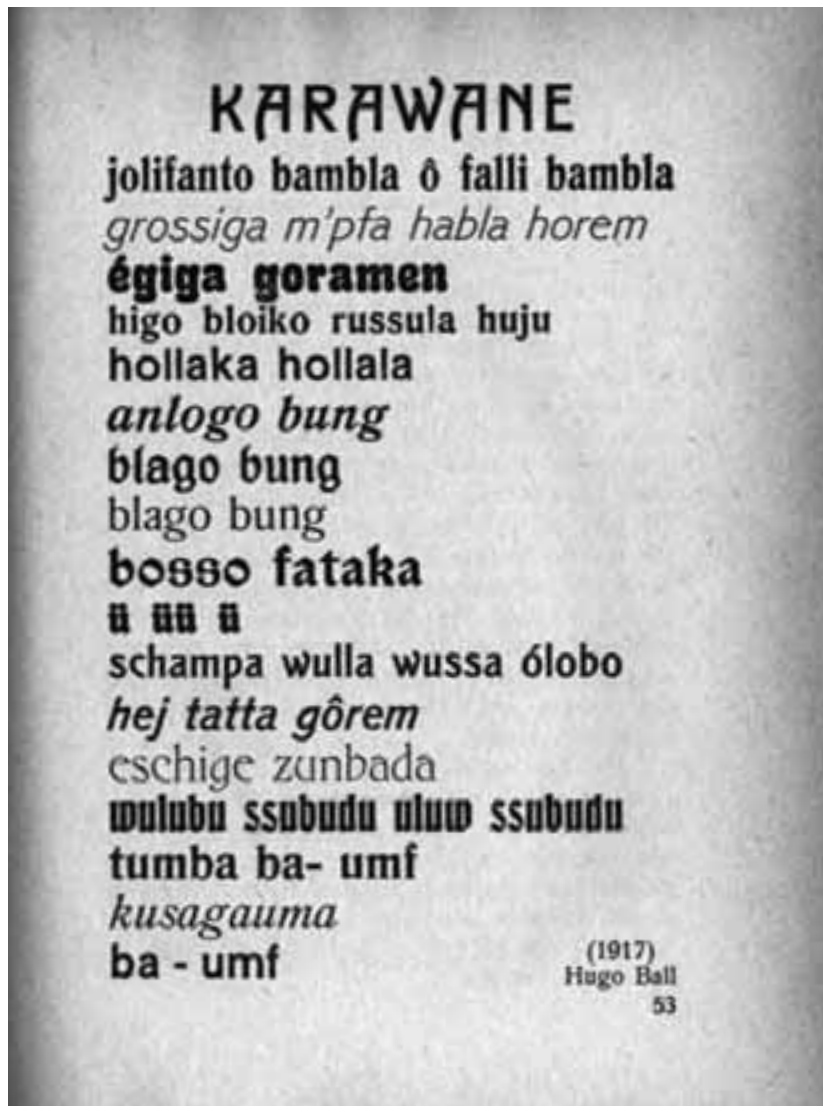 KARAWANE
jolifanto bambla ô falli bambla
grossiga m'pfa habla horem
égiga goramen
higo bloiko russula huju
hollaka hollala
anlogo bung
blago bung
blago bung
bosso fataka
ü üü ü
schampa wulla wussa ólobo
hej tatta gôrem
eschige zunbada
wulubu ssubudu uluw ssubudu
tumba ba- umf
kusagauma
ba - umf
(1917)
Hugo Ball
53